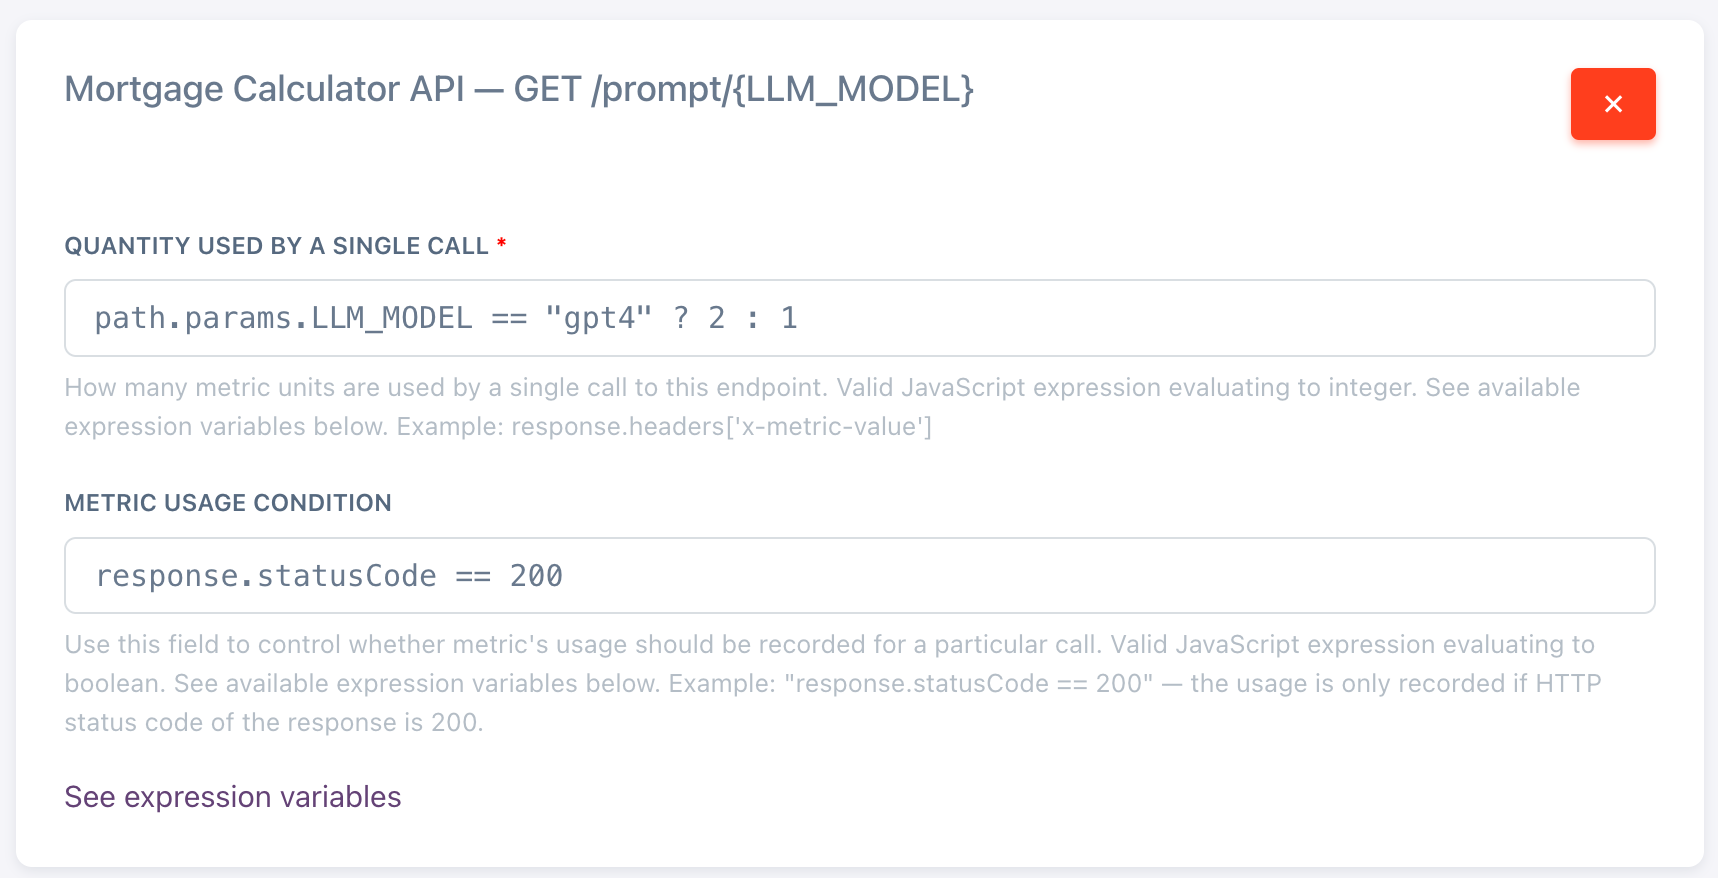 Mortgage Calculator API — GET /prompt/{LLM_MODEL}
QUANTITY USED BY A SINGLE CALL *
path.params.LLM_MODEL == "gpt4" ? 2 : 1
How many metric units are used by a single call to this endpoint. Valid JavaScript expression evaluating to integer. See available
expression variables below. Example: response.headers['x-metric-value']
METRIC USAGE CONDITION
response.statusCode == 200
Use this field to control whether metric's usage should be recorded for a particular call. Valid JavaScript expression evaluating to
boolean. See available expression variables below. Example: "response.statusCode == 200" — the usage is only recorded if HTTP
status code of the response is 200.
See expression variables